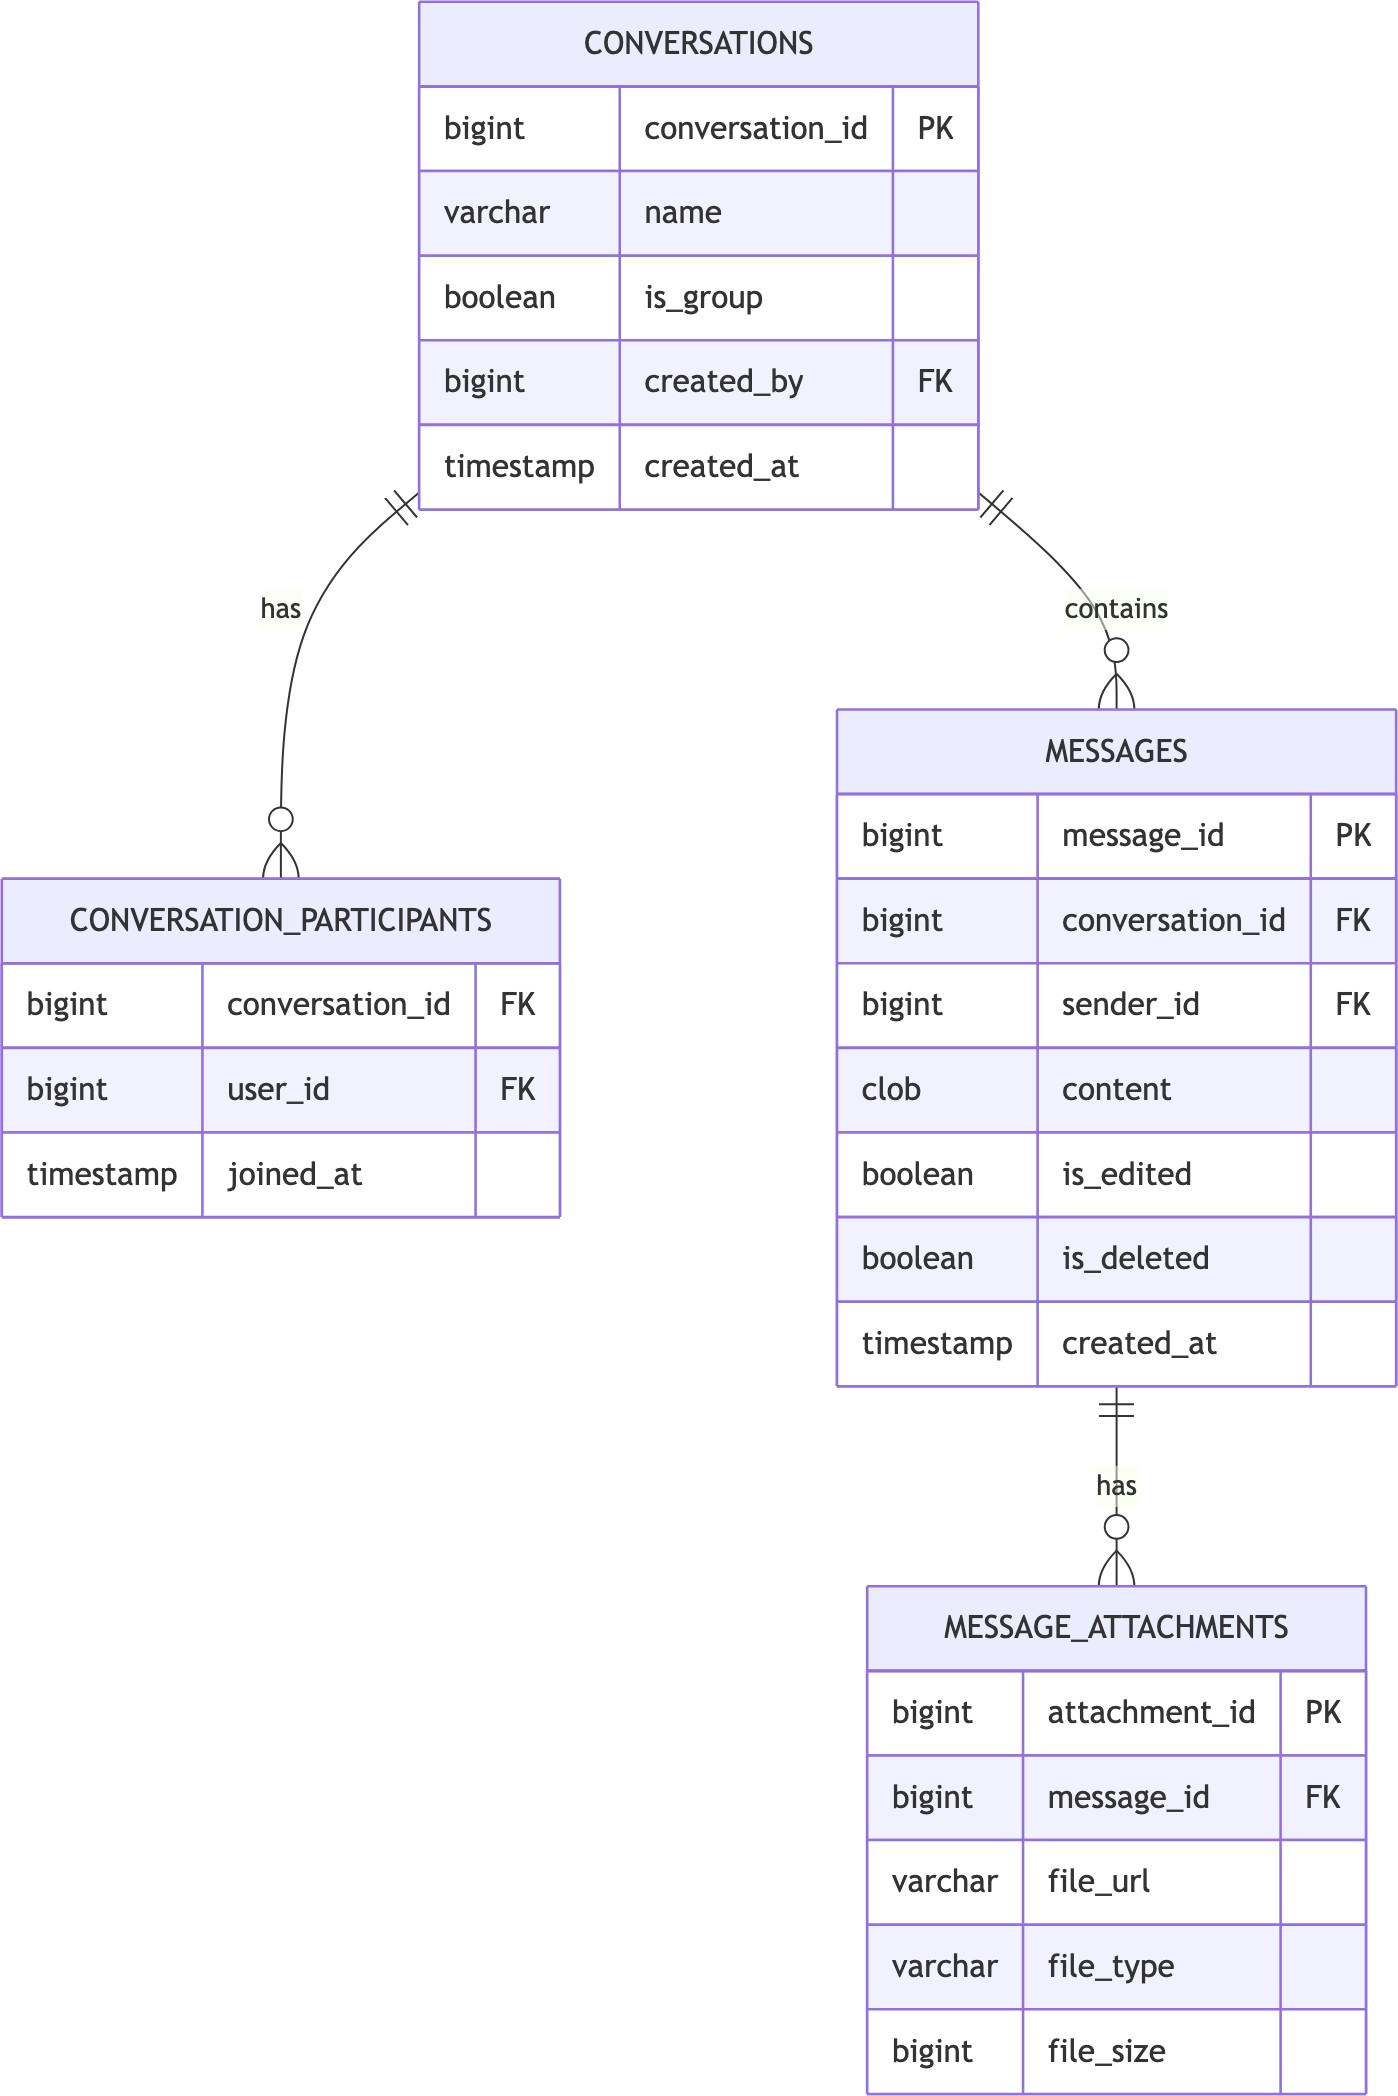 CONVERSATIONS
bigint conversation_id PK
varchar name
boolean is_group
bigint created_by FK
timestamp created_at
has
contains
CONVERSATION_PARTICIPANTS
bigint conversation_id FK
bigint user_id FK
timestamp joined_at
MESSAGES
bigint message_id PK
bigint conversation_id FK
bigint sender_id FK
clob content
boolean is_edited
boolean is_deleted
timestamp created_at
has
MESSAGE_ATTACHMENTS
bigint attachment_id PK
bigint message_id FK
varchar file_url
varchar file_type
bigint file_size